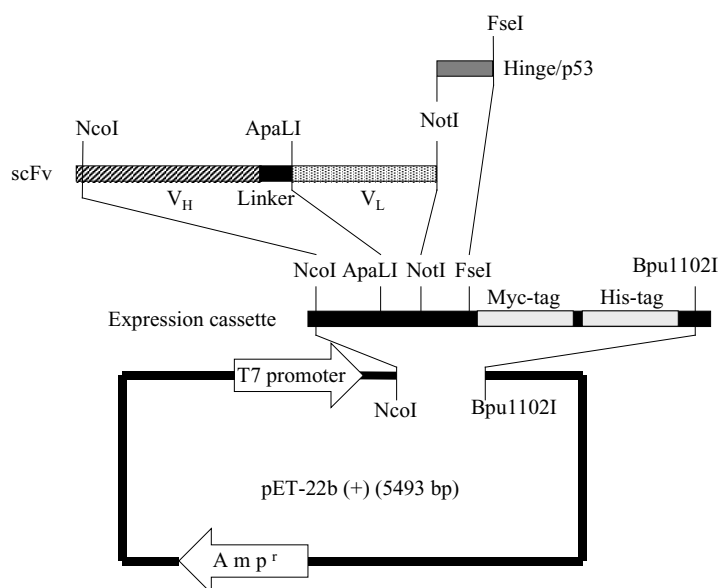 FseI
Hinge/p53
NcoI
ApaLI
NotI
scFv
VH
Linker
VL
NcoI
ApaLI
NotI
FseI
Bpu1102I
Myc-tag
His-tag
Expression cassette
T7 promoter
NcoI
Bpu1102I
pET-22b (+) (5493 bp)
A m p r